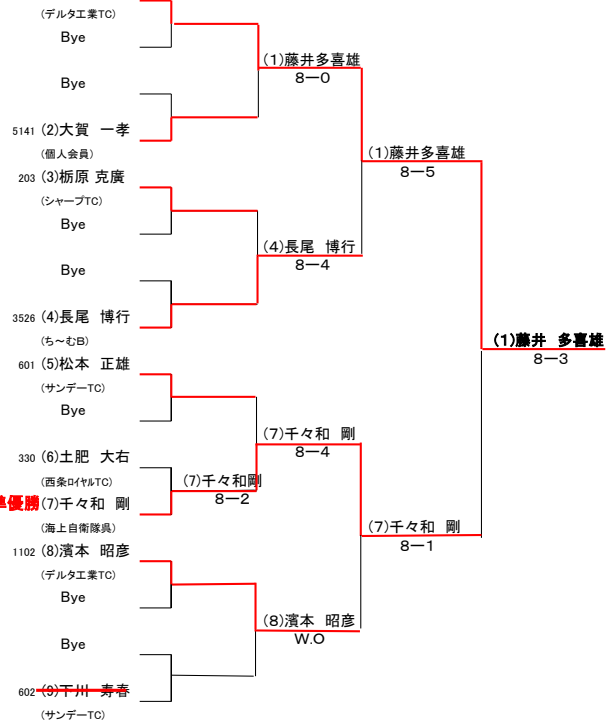 (デルタ工業TC)
Bye
(1)藤井多喜雄
8－0
Bye
5141 (2)大賀　一孝
(個人会員)
(1)藤井多喜雄
8－5
203 (3)栃原 克廣
(シャープTC)
Bye
(4)長尾　博行
8－4
Bye
3526 (4)長尾　博行
(ち～むB)
(1)藤井　多喜雄
8－3
601 (5)松本　正雄
(サンデーTC)
Bye
(7)千々和　剛
8－4
330 (6)土肥　大右
(西条ロイヤルTC)
(7)千々和剛
8－2
準優勝 (7)千々和　剛
(海上自衛隊呉)
(7)千々和　剛
8－1
1102 (8)濱本　昭彦
(デルタ工業TC)
Bye
(8)濱本　昭彦
W.O
Bye
602 (9)下川　寿春
(サンデーTC)